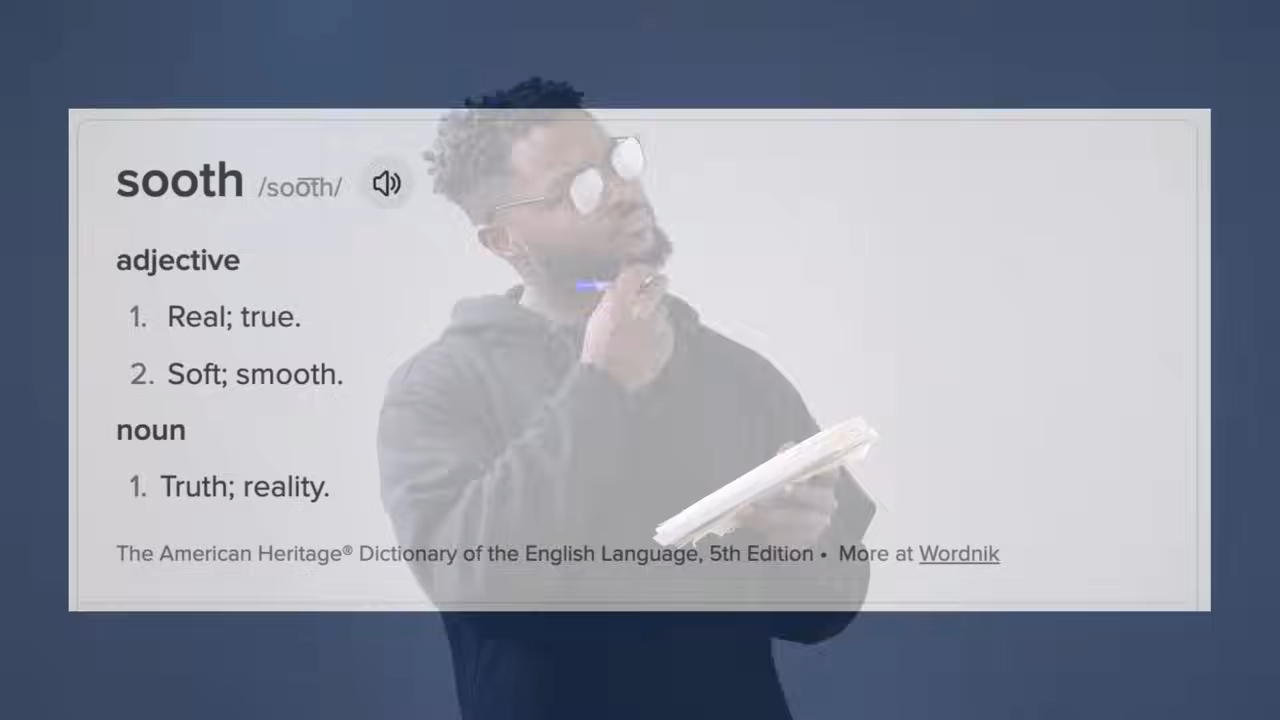 sooth /so͞oth/
adjective
1. Real; true.
2. Soft; smooth.
noun
1. Truth; reality.
The American Heritage® Dictionary of the English Language, 5th Edition • More at Wordnik